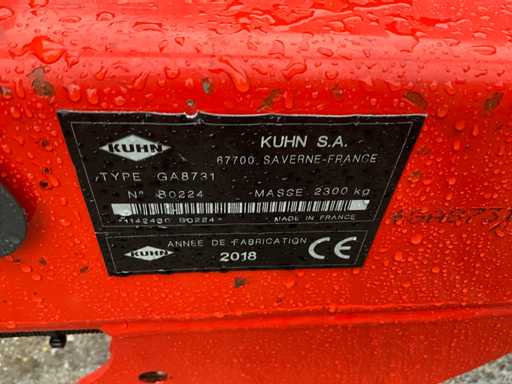 KUHN
KUHN S.A.
67700 SAVERNE-FRANCE
TYPE GA8731
N° B0224 MASSE 2300 kg
MADE IN FRANCE
KUHN
ANNEE DE FABRICATION
2018 CE